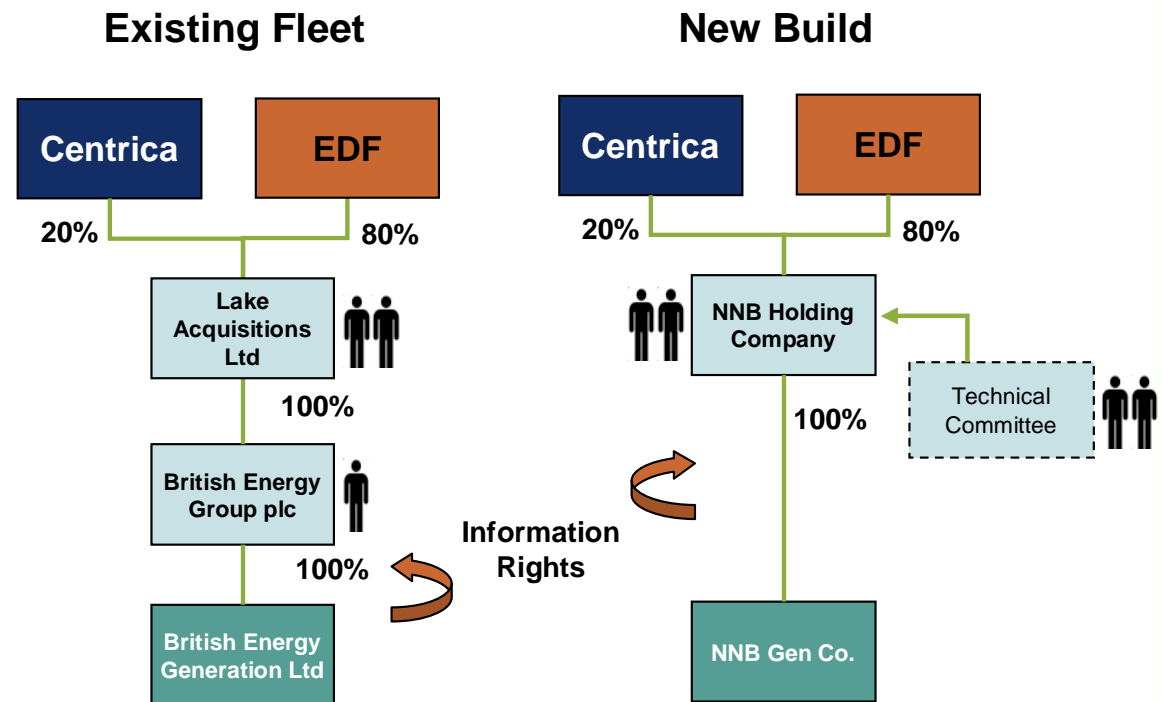 Existing Fleet
Centrica
EDF
20%
80%
Lake
Acquisitions
Ltd
100%
British Energy
Group plc
100%
British Energy
Generation Ltd
Information
Rights
New Build
Centrica
EDF
20%
80%
NNB Holding
Company
Technical
Committee
100%
NNB Gen Co.